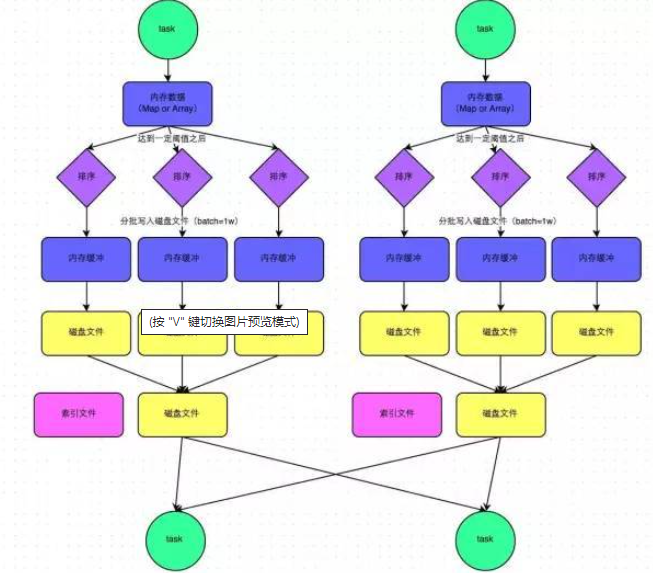 task
task
内存数据
(Map or Array)
内存数据
(Map or Array)
达到一定阈值之后
达到一定阈值之后
排序
排序
排序
排序
排序
排序
分批写入磁盘文件（batch=1w）
分批写入磁盘文件（batch=1w）
内存缓冲
内存缓冲
内存缓冲
内存缓冲
内存缓冲
内存缓冲
(按 "V" 键切换图片预览模式)
磁盘文件
磁盘文件
磁盘文件
磁盘文件
索引文件
磁盘文件
索引文件
磁盘文件
task
task